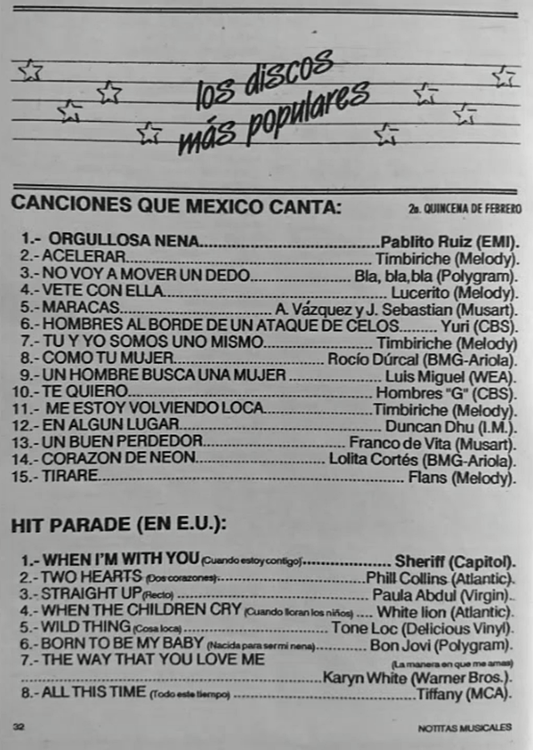 los discos
más populares
CANCIONES QUE MEXICO CANTA: 2a. QUINCENA DE FEBRERO
1.- ORGULLOSA NENA..............................Pablito Ruiz (EMI).
2.- ACELERAR..............................Timbiriche (Melody).
3.- NO VOY A MOVER UN DEDO....................Bla, bla,bla (Polygram).
4.- VETE CON ELLA..............................Lucerito (Melody).
5.- MARACAS.........................A. Vázquez y J. Sebastian (Musart).
6.- HOMBRES AL BORDE DE UN ATAQUE DE CELOS........ Yuri (CBS).
7.- TU Y YO SOMOS UNO MISMO....................Timbiriche (Melody)
8.- COMO TU MUJER..............................Rocío Dúrcal (BMG-Ariola).
9.- UN HOMBRE BUSCA UNA MUJER ....................Luis Miguel (WEA).
10.- TE QUIERO..............................Hombres "G" (CBS).
11.- ME ESTOY VOLVIENDO LOCA....................Timbiriche (Melody).
12.- EN ALGUN LUGAR..............................Duncan Dhu (I.M.).
13.- UN BUEN PERDEDOR.........................Franco de Vita (Musart).
14.- CORAZON DE NEON......................... Lolita Cortés (BMG-Ariola).
15.- TIRARE.............................. Flans (Melody).
HIT PARADE (EN E.U.):
1.- WHEN I'M WITH YOU (Cuando estoy contigo)................... Sheriff (Capitol).
2.- TWO HEARTS (Dos corazones)..............................Phill Collins (Atlantic).
3.- STRAIGHT UP (Recto) ..............................Paula Abdul (Virgin)..
4.- WHEN THE CHILDREN CRY (Cuando lloran los niños) .... White lion (Atlantic).
5.- WILD THING (Cosa loca)......................... Tone Loc (Delicious Vinyl).
6.- BORN TO BE MY BABY (Nacida para ser mi nena)............... Bon Jovi (Polygram).
7.- THE WAY THAT YOU LOVE ME (La manera en que me amas)
..................................................Karyn White (Warner Bros.).
8.- ALL THIS TIME (Todo este tiempo) ..............................Tiffany (MCA).
32 NOTITAS MUSICALES